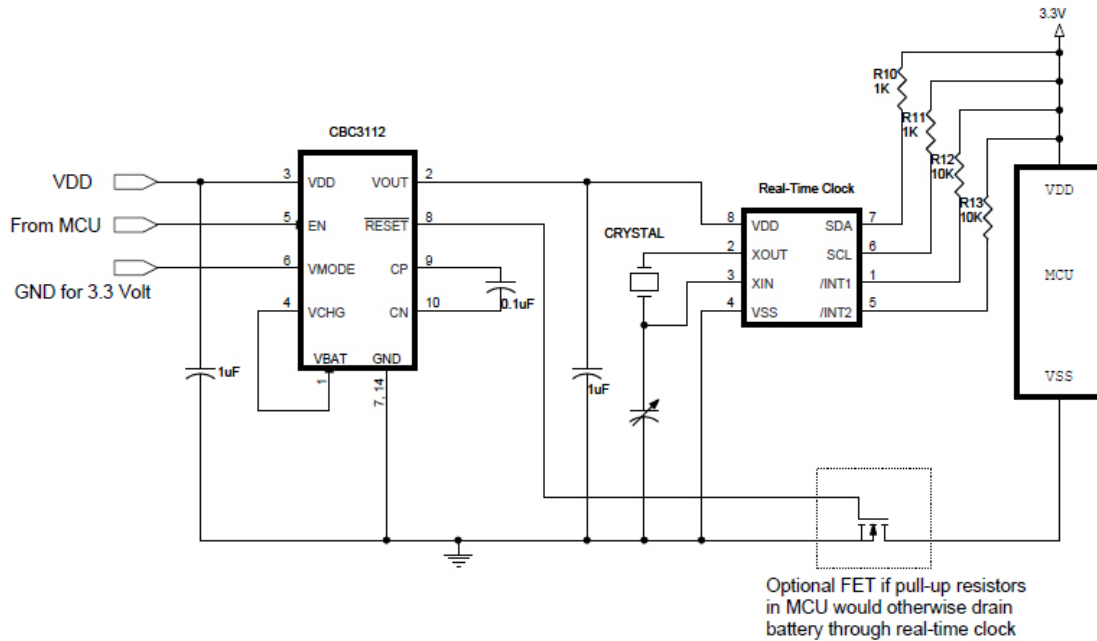 3.3V
R10
1K
R11
1K
R12
10K
R13
10K
CBC3112
VDD
3
VDD
VOUT
2
From MCU
5
EN
RESET
8
6
VMODE
CP
9
GND for 3.3 Volt
4
VCHG
CN
10
0.1uF
VBAT
GND
1
7, 14
1uF
1uF
CRYSTAL
Real-Time Clock
8
VDD
SDA
7
2
XOUT
SCL
6
3
XIN
/INT1
1
4
VSS
/INT2
5
VDD
MCU
VSS
Optional FET if pull-up resistors
in MCU would otherwise drain
battery through real-time clock